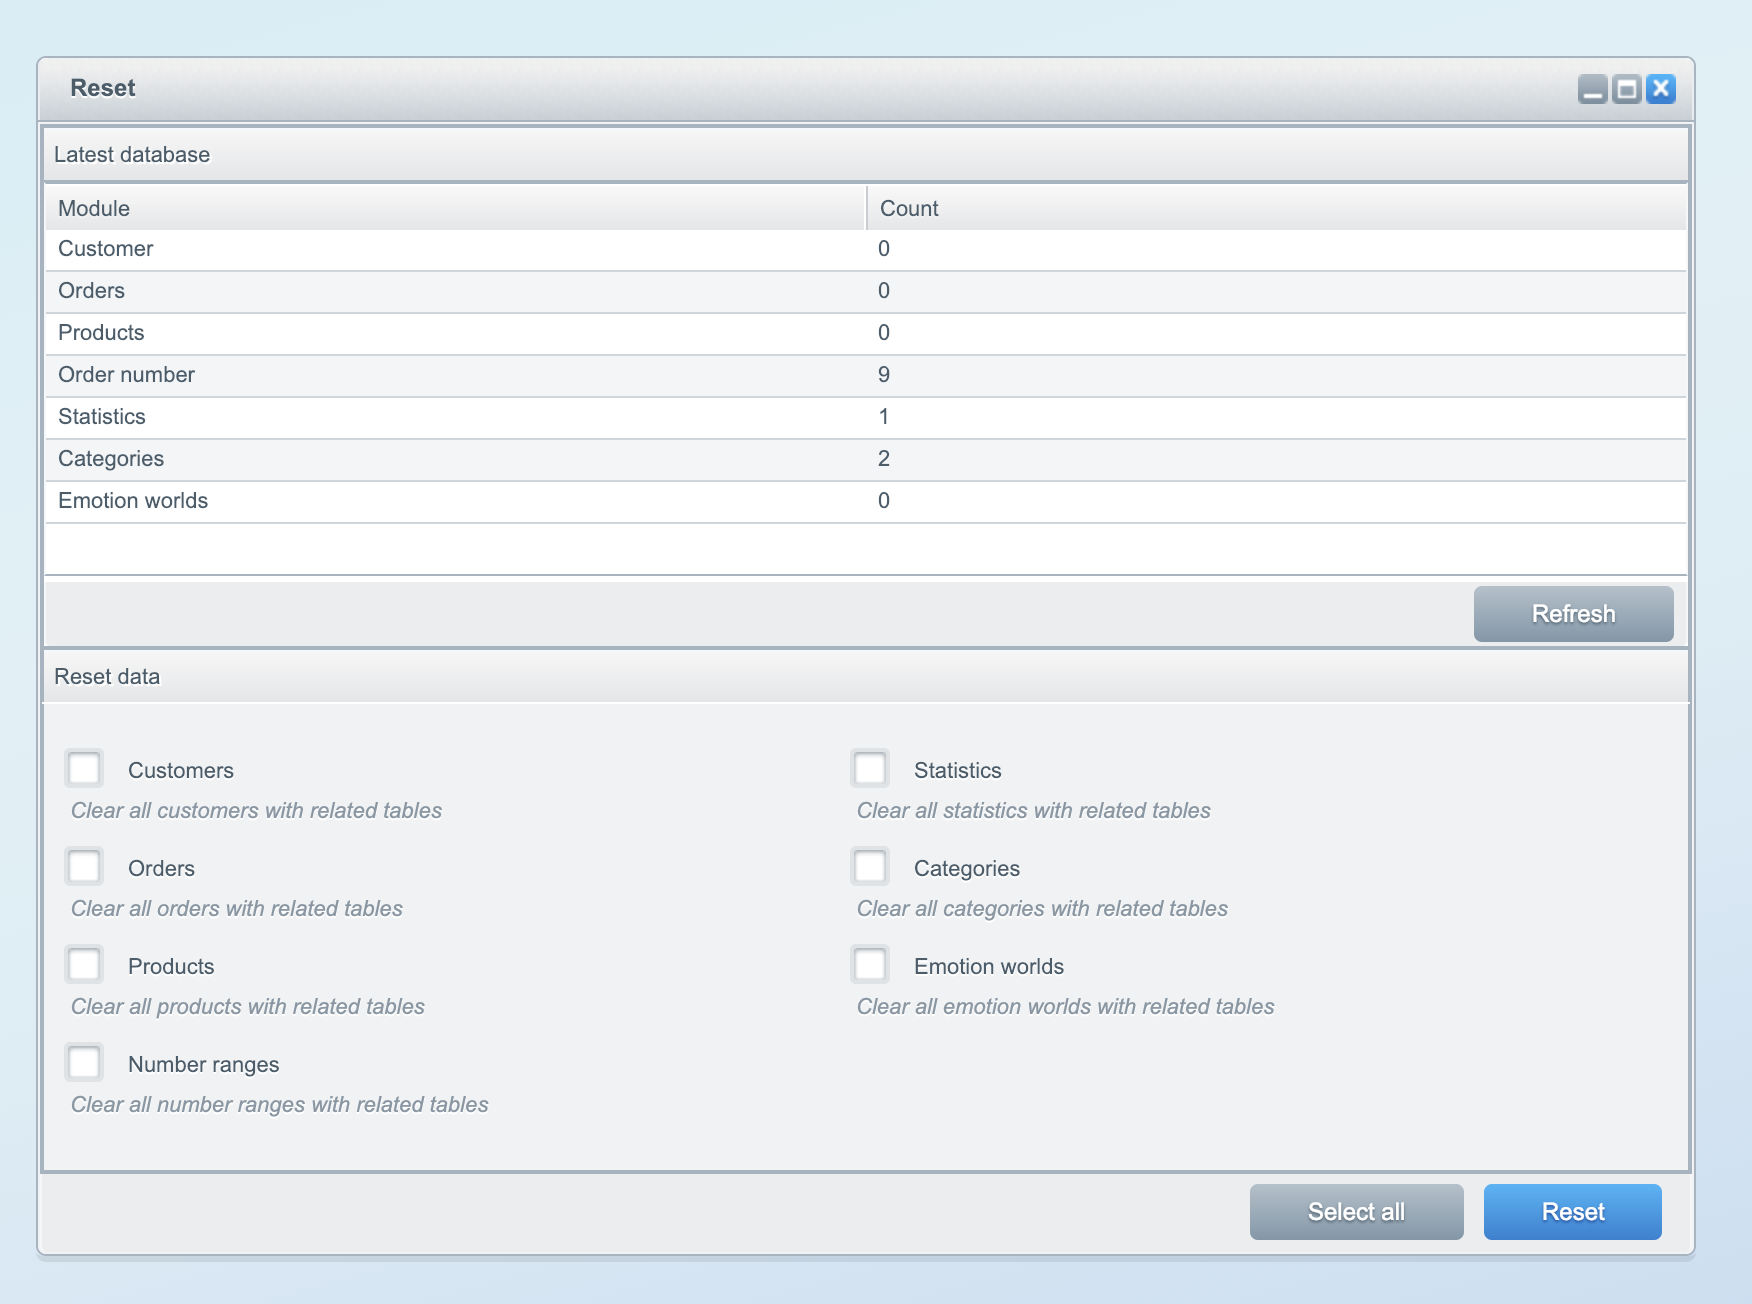 Reset
Latest database
Module Count
Customer 0
Orders 0
Products 0
Order number 9
Statistics 1
Categories 2
Emotion worlds 0
Refresh
Reset data
Customers Statistics
Clear all customers with related tables Clear all statistics with related tables
Orders Categories
Clear all orders with related tables Clear all categories with related tables
Products Emotion worlds
Clear all products with related tables Clear all emotion worlds with related tables
Number ranges
Clear all number ranges with related tables
Select all Reset